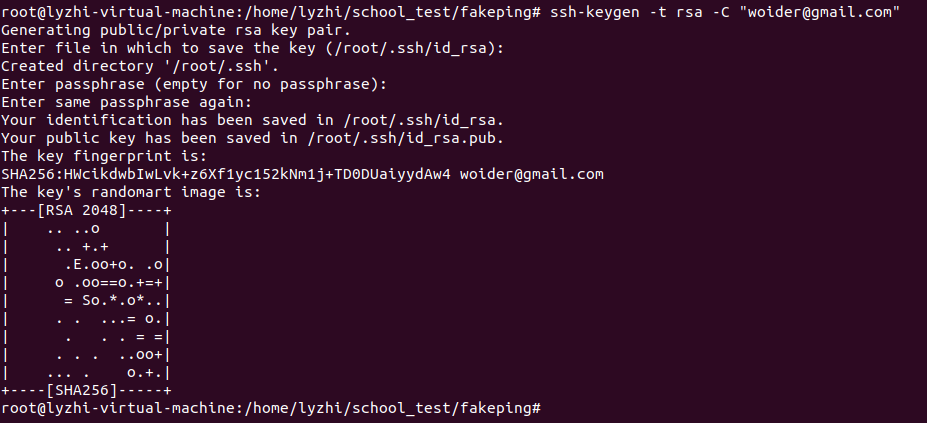 root@lyzhi-virtual-machine:/home/lyzhi/school_test/fakeping# ssh-keygen -t rsa -C "woider@gmail.com"
Generating public/private rsa key pair.
Enter file in which to save the key (/root/.ssh/id_rsa):
Created directory '/root/.ssh'.
Enter passphrase (empty for no passphrase):
Enter same passphrase again:
Your identification has been saved in /root/.ssh/id_rsa.
Your public key has been saved in /root/.ssh/id_rsa.pub.
The key fingerprint is:
SHA256:HWcikdwbIwLvk+z6Xf1yc152kNm1j+TD0DUaiyydAw4 woider@gmail.com
The key's randomart image is:
+---[RSA 2048]----+
|    .. ..o       |
|     .. +.+      |
|      .E.oo+o. .o|
|     o .oo==o.+=+|
|      = So.*.o*..|
|     . .  ...= o.|
|      .   . . = =|
|     . . .  ..oo+|
|    ... .    o.+.|
+----[SHA256]-----+
root@lyzhi-virtual-machine:/home/lyzhi/school_test/fakeping#